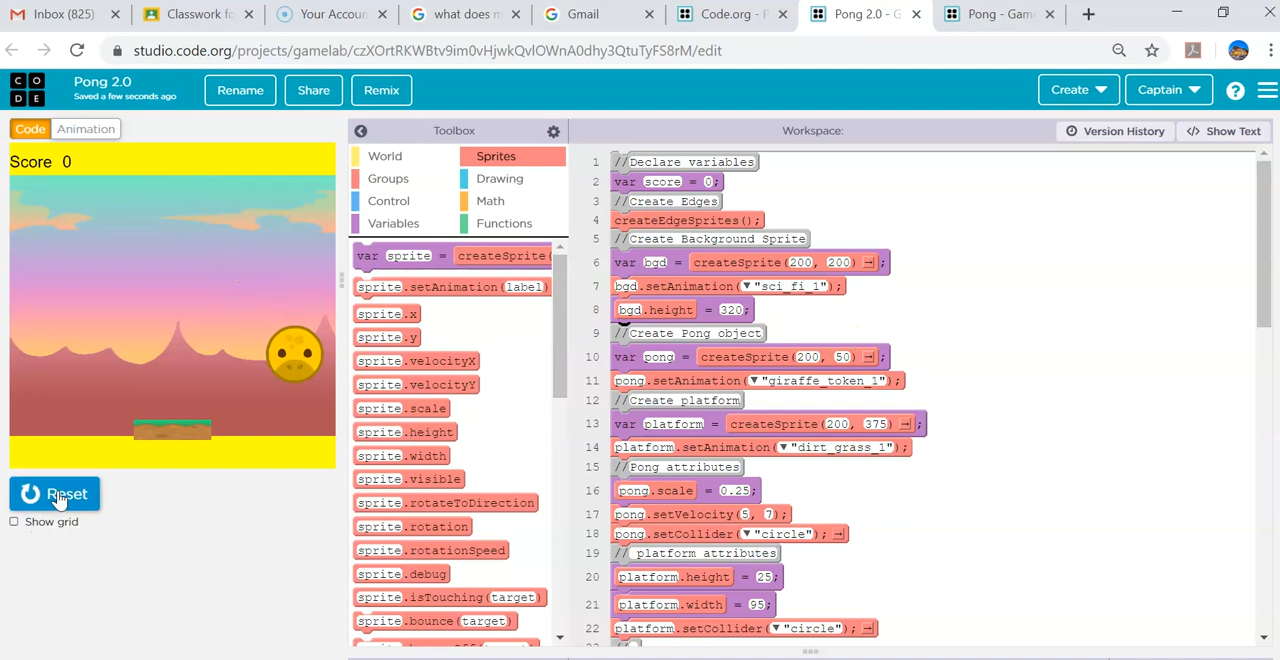 Inbox (825)
Classwork fo
Your Accoun
what does m
Gmail
Code.org - P
Pong 2.0 - G
Pong - Game
studio.code.org/projects/gamelab/czXOrtRKWBtv9im0vHjwkQvlOWnA0dhy3QtuTyFS8rM/edit
C O
D E
Pong 2.0
Saved a few seconds ago
Rename
Share
Remix
Create
Captain
?
Code
Animation
Toolbox
Workspace:
Version History
</> Show Text
Score 0
Reset
Show grid
World
Sprites
Groups
Drawing
Control
Math
Variables
Functions
var sprite = createSprite(
sprite.setAnimation(label)
sprite.x
sprite.y
sprite.velocityX
sprite.velocityY
sprite.scale
sprite.height
sprite.width
sprite.visible
sprite.rotateToDirection
sprite.rotation
sprite.rotationSpeed
sprite.debug
sprite.isTouching(target)
sprite.bounce(target)
1 //Declare variables
2 var score = 0;
3 //Create Edges
4 createEdgeSprites();
5 //Create Background Sprite
6 var bgd = createSprite(200, 200);
7 bgd.setAnimation("sci_fi_1");
8 bgd.height = 320;
9 //Create Pong object
10 var pong = createSprite(200, 50);
11 pong.setAnimation("giraffe_token_1");
12 //Create platform
13 var platform = createSprite(200, 375);
14 platform.setAnimation("dirt_grass_1");
15 //Pong attributes
16 pong.scale = 0.25;
17 pong.setVelocity(5, 7);
18 pong.setCollider("circle");
19 // platform attributes
20 platform.height = 25;
21 platform.width = 95;
22 platform.setCollider("circle");